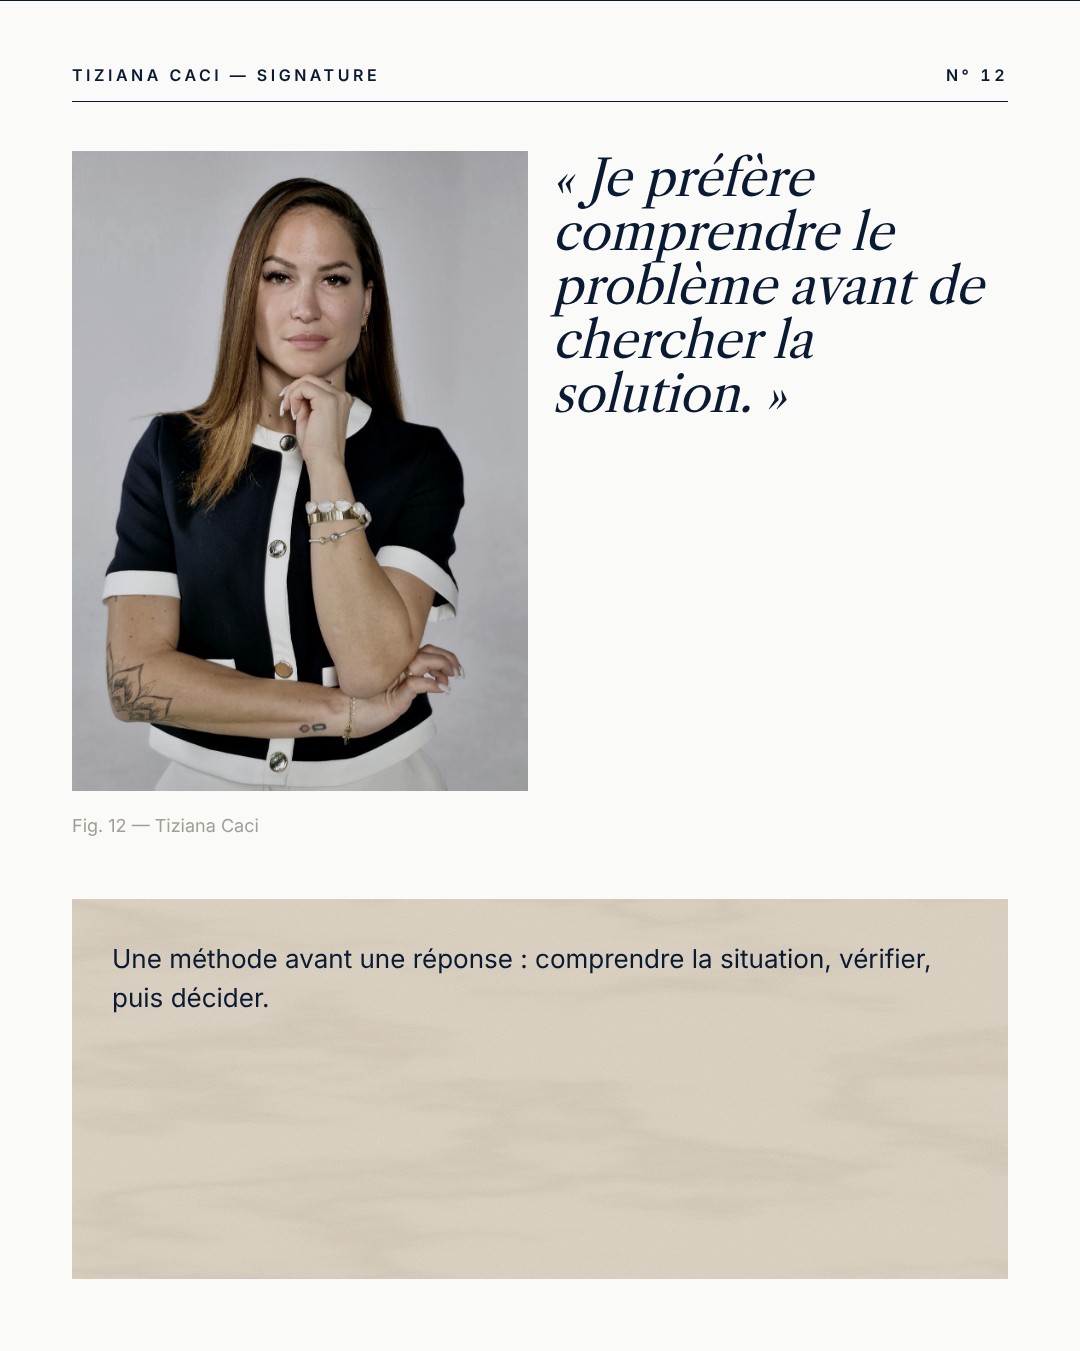 TIZIANA CACI — SIGNATURE
N° 12
« Je préfère
comprendre le
problème avant de
chercher la
solution. »
Fig. 12 — Tiziana Caci
Une méthode avant une réponse : comprendre la situation, vérifier,
puis décider.